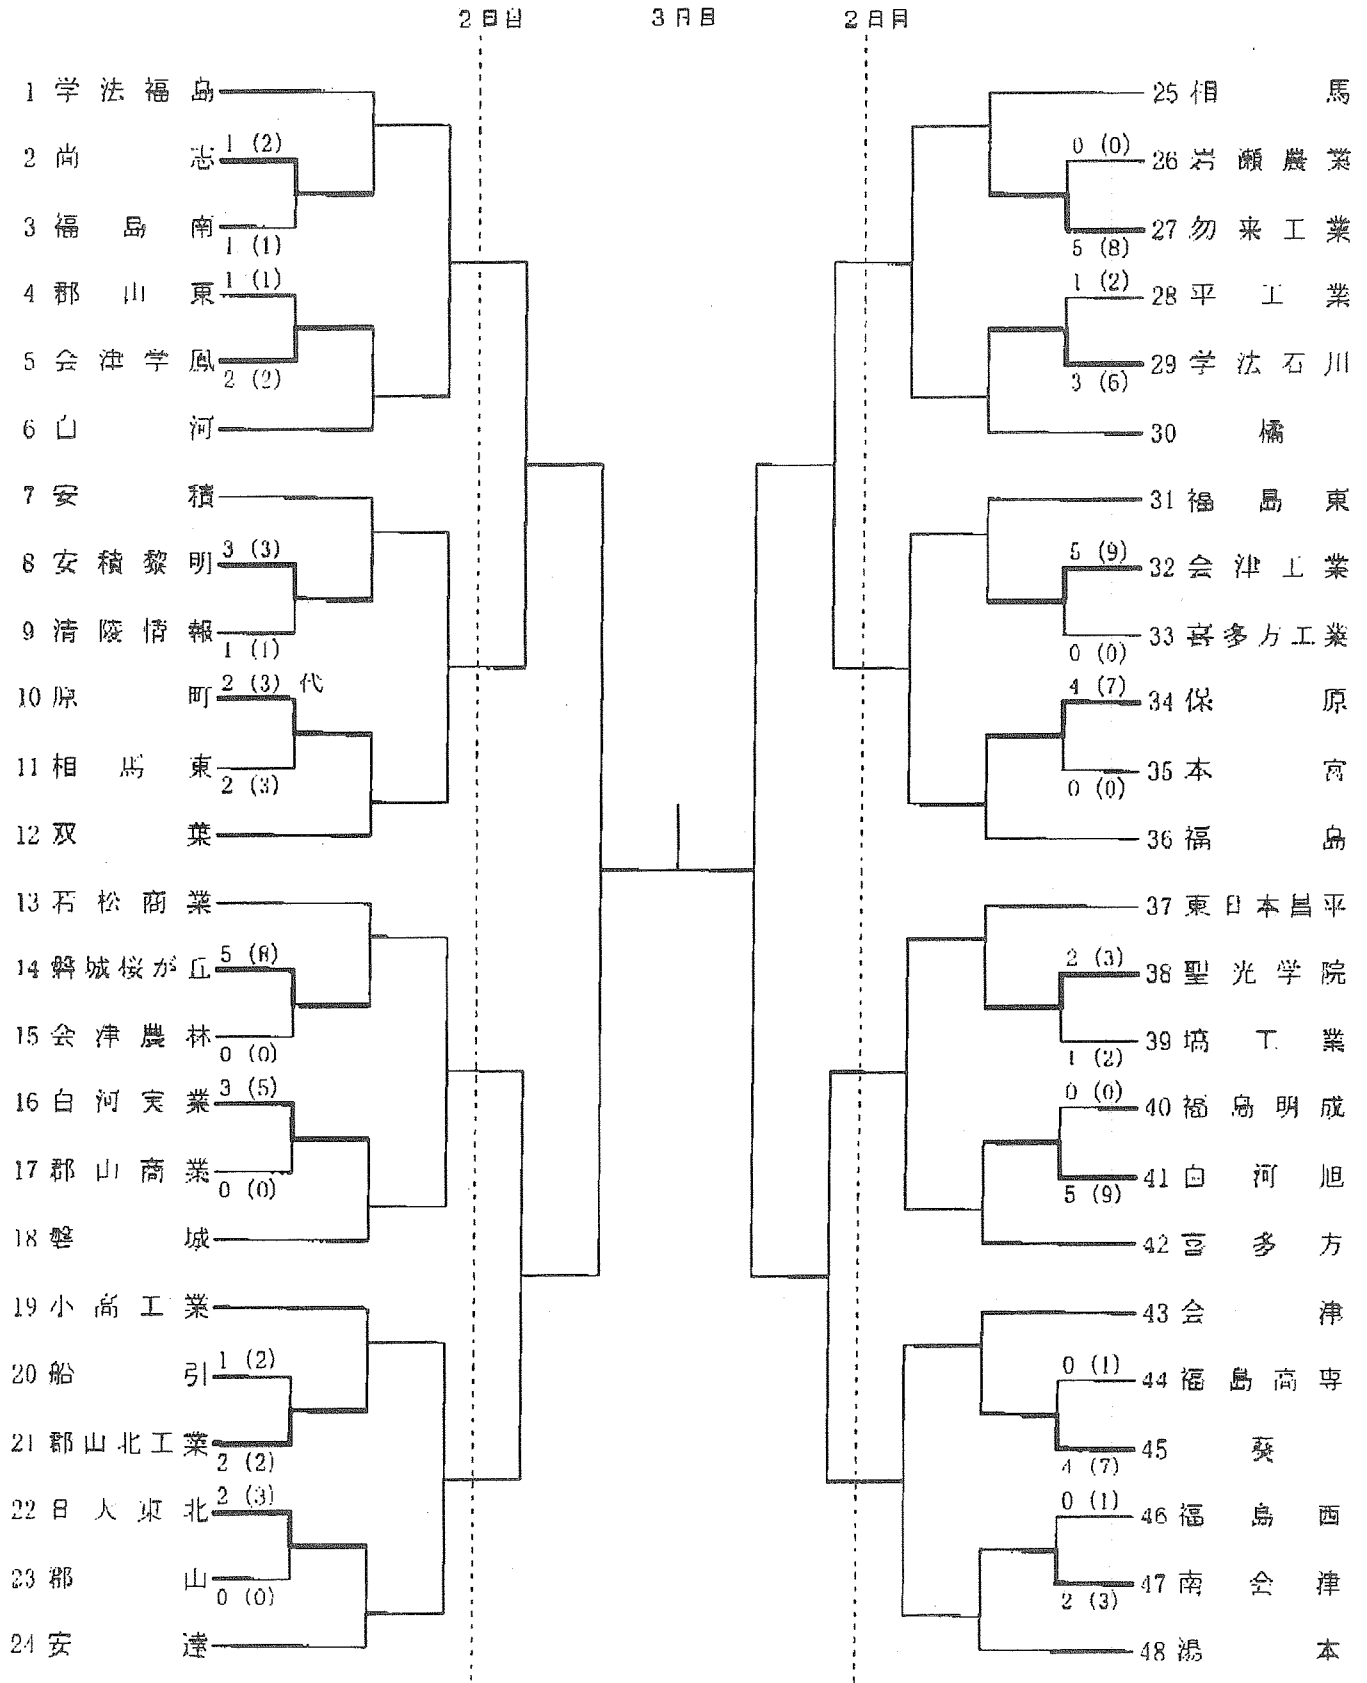 2日目 3日目 2日目
1 学法福島
1 (2)
2 尚志
3 福島南
1 (1)
1 (1)
4 郡山東
5 会津学鳳
2 (2)
6 白河
7 安積
3 (3)
8 安積黎明
9 清陵情報
1 (1)
2 (3) 代
10 原町
11 相馬東
2 (3)
12 双葉
13 若松商業
5 (8)
14 磐城桜が丘
15 会津農林
0 (0)
3 (5)
16 白河実業
17 郡山商業
0 (0)
18 磐城
19 小高工業
1 (2)
20 船引
21 郡山北工業
2 (2)
2 (3)
22 日大東北
23 郡山
0 (0)
24 安達
25 相馬
0 (0)
26 岩瀬農業
27 勿来工業
5 (8)
1 (2)
28 平工業
29 学法石川
3 (6)
30 橘
31 福島東
5 (9)
32 会津工業
33 喜多方工業
0 (0)
4 (7)
34 保原
35 本宮
0 (0)
36 福島
37 東日本昌平
2 (3)
38 聖光学院
39 塙工業
1 (2)
0 (0)
40 福島明成
41 白河旭
5 (9)
42 喜多方
43 会津
0 (1)
44 福島高専
45 葵
4 (7)
0 (1)
46 福島西
47 南会津
2 (3)
48 湯本